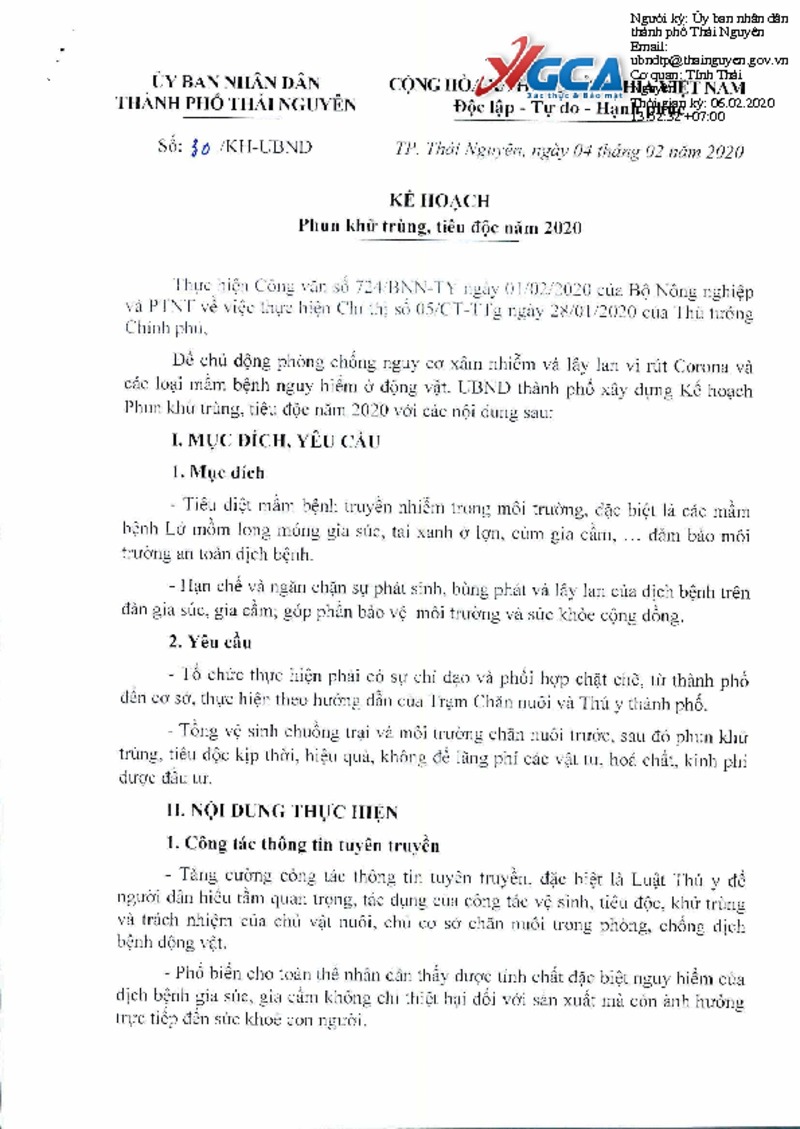 Người ký: Ủy ban nhân dân
thành phố Thái Nguyên
Email:
ubndtp@thainguyen.gov.vn
Cơ quan: Tỉnh Thái
Nguyên
Thời gian ký: 05.02.2020
13:52:32 +07:00
YGCA
Xác thực & Bảo mật
ỦY BAN NHÂN DÂN
THÀNH PHỐ THÁI NGUYÊN
CỘNG HÒA VIỆT NAM
Độc lập - Tự do - Hạnh phúc
Số: 30 /KH-UBND
TP. Thái Nguyên, ngày 04 tháng 02 năm 2020
KẾ HOẠCH
Phun khử trùng, tiêu độc năm 2020
Thực hiện Công văn số 724/BNN-TY ngày 01/02/2020 của Bộ Nông nghiệp
và PTNT về việc thực hiện Chỉ thị số 05/CT-TTg ngày 28/01/2020 của Thủ tướng
Chính phủ,
Để chủ động phòng chống nguy cơ xâm nhiễm và lây lan vi rút Corona và
các loại mầm bệnh nguy hiểm ở động vật. UBND thành phố xây dựng Kế hoạch
Phun khử trùng, tiêu độc năm 2020 với các nội dung sau:
I. MỤC ĐÍCH, YÊU CẦU
1. Mục đích
- Tiêu diệt mầm bệnh truyền nhiễm trong môi trường, đặc biệt là các mầm
bệnh Lở mồm long móng gia súc, tai xanh ở lợn, cúm gia cầm, … đảm bảo môi
trường an toàn dịch bệnh.
- Hạn chế và ngăn chặn sự phát sinh, bùng phát và lây lan của dịch bệnh trên
đàn gia súc, gia cầm; góp phần bảo vệ môi trường và sức khỏe cộng đồng.
2. Yêu cầu
- Tổ chức thực hiện phải có sự chỉ đạo và phối hợp chặt chẽ, từ thành phố
đến cơ sở, thực hiện theo hướng dẫn của Trạm Chăn nuôi và Thú y thành phố.
- Tổng vệ sinh chuồng trại và môi trường chăn nuôi trước, sau đó phun khử
trùng, tiêu độc kịp thời, hiệu quả, không để lãng phí các vật tư, hoá chất, kinh phí
được đầu tư.
II. NỘI DUNG THỰC HIỆN
1. Công tác thông tin tuyên truyền
- Tăng cường công tác thông tin tuyên truyền, đặc biệt là Luật Thú y để
người dân hiểu tầm quan trọng, tác dụng của công tác vệ sinh, tiêu độc, khử trùng
và trách nhiệm của chủ vật nuôi, chủ cơ sở chăn nuôi trong phòng, chống dịch
bệnh động vật.
- Phổ biến cho toàn thể nhân dân thấy được tính chất đặc biệt nguy hiểm của
dịch bệnh gia súc, gia cầm không chỉ thiệt hại đối với sản xuất mà còn ảnh hưởng
trực tiếp đến sức khoẻ con người.